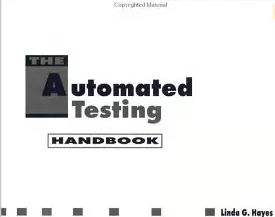 Copyrighted Material
THE
Automated
Testing
HANDBOOK
Linda G. Hayes